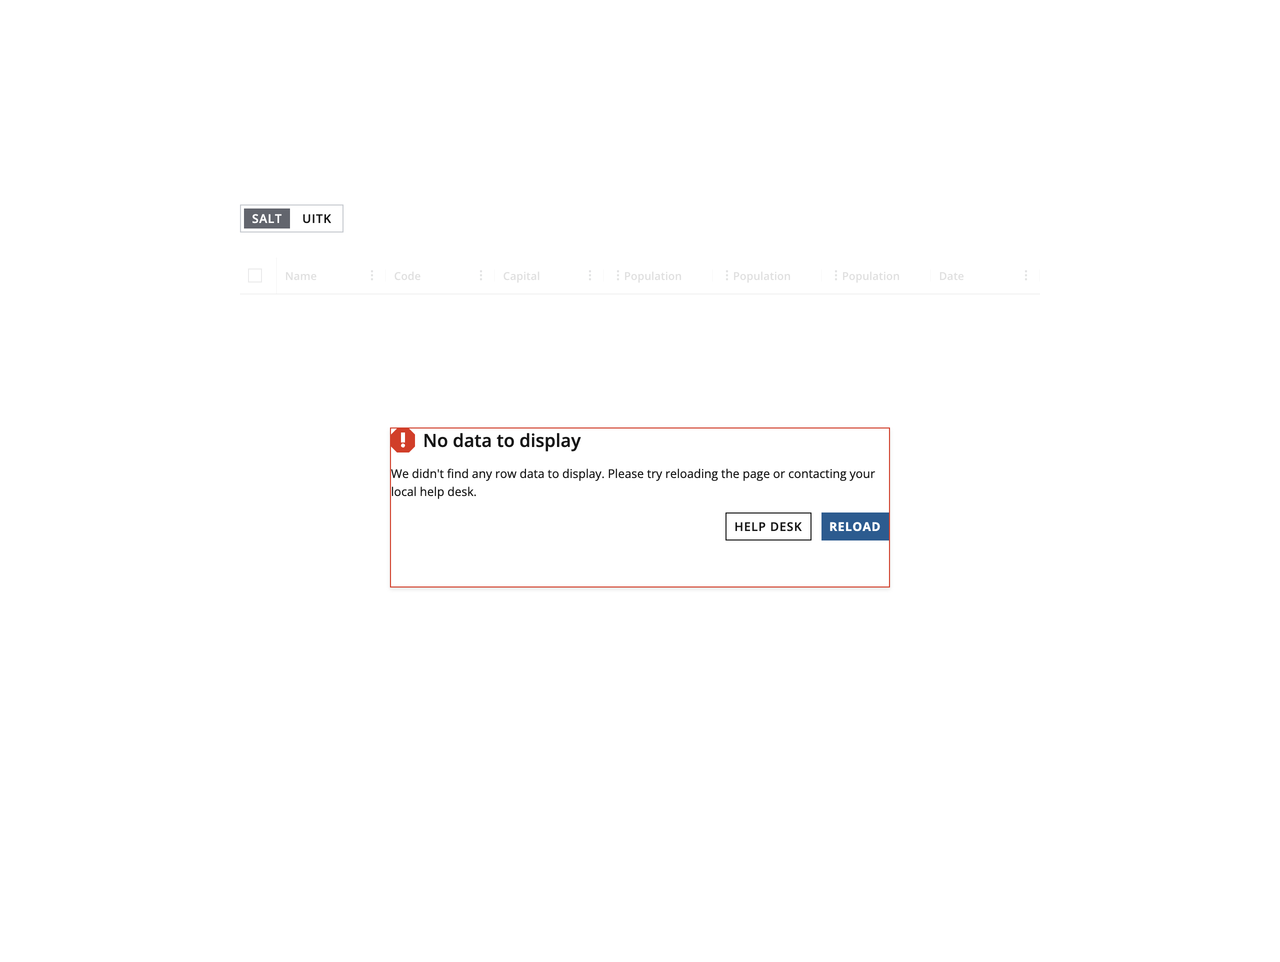 SALT UITK
Name Code Capital Population Population Population Date
No data to display
We didn't find any row data to display. Please try reloading the page or contacting your
local help desk.
HELP DESK RELOAD